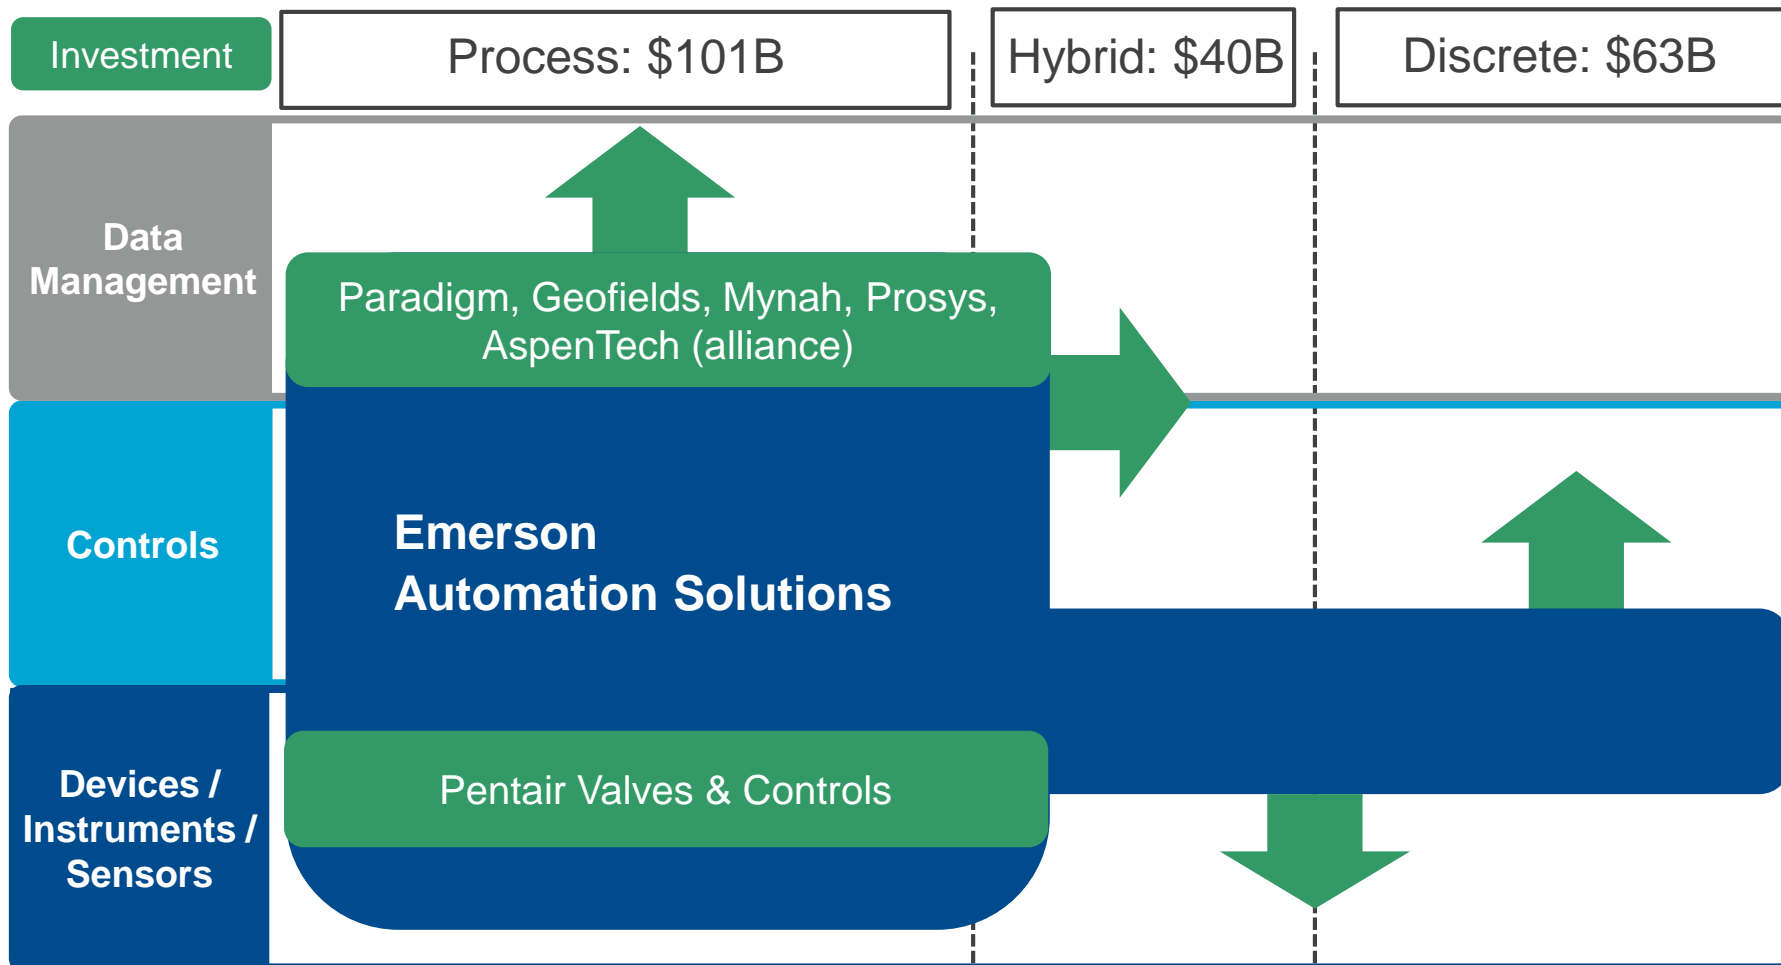 Investment
Process: $101B
Hybrid: $40B
Discrete: $63B
Data
Management
Paradigm, Geofields, Mynah, Prosys,
AspenTech (alliance)
Controls
Emerson
Automation Solutions
Devices /
Instruments /
Sensors
Pentair Valves & Controls